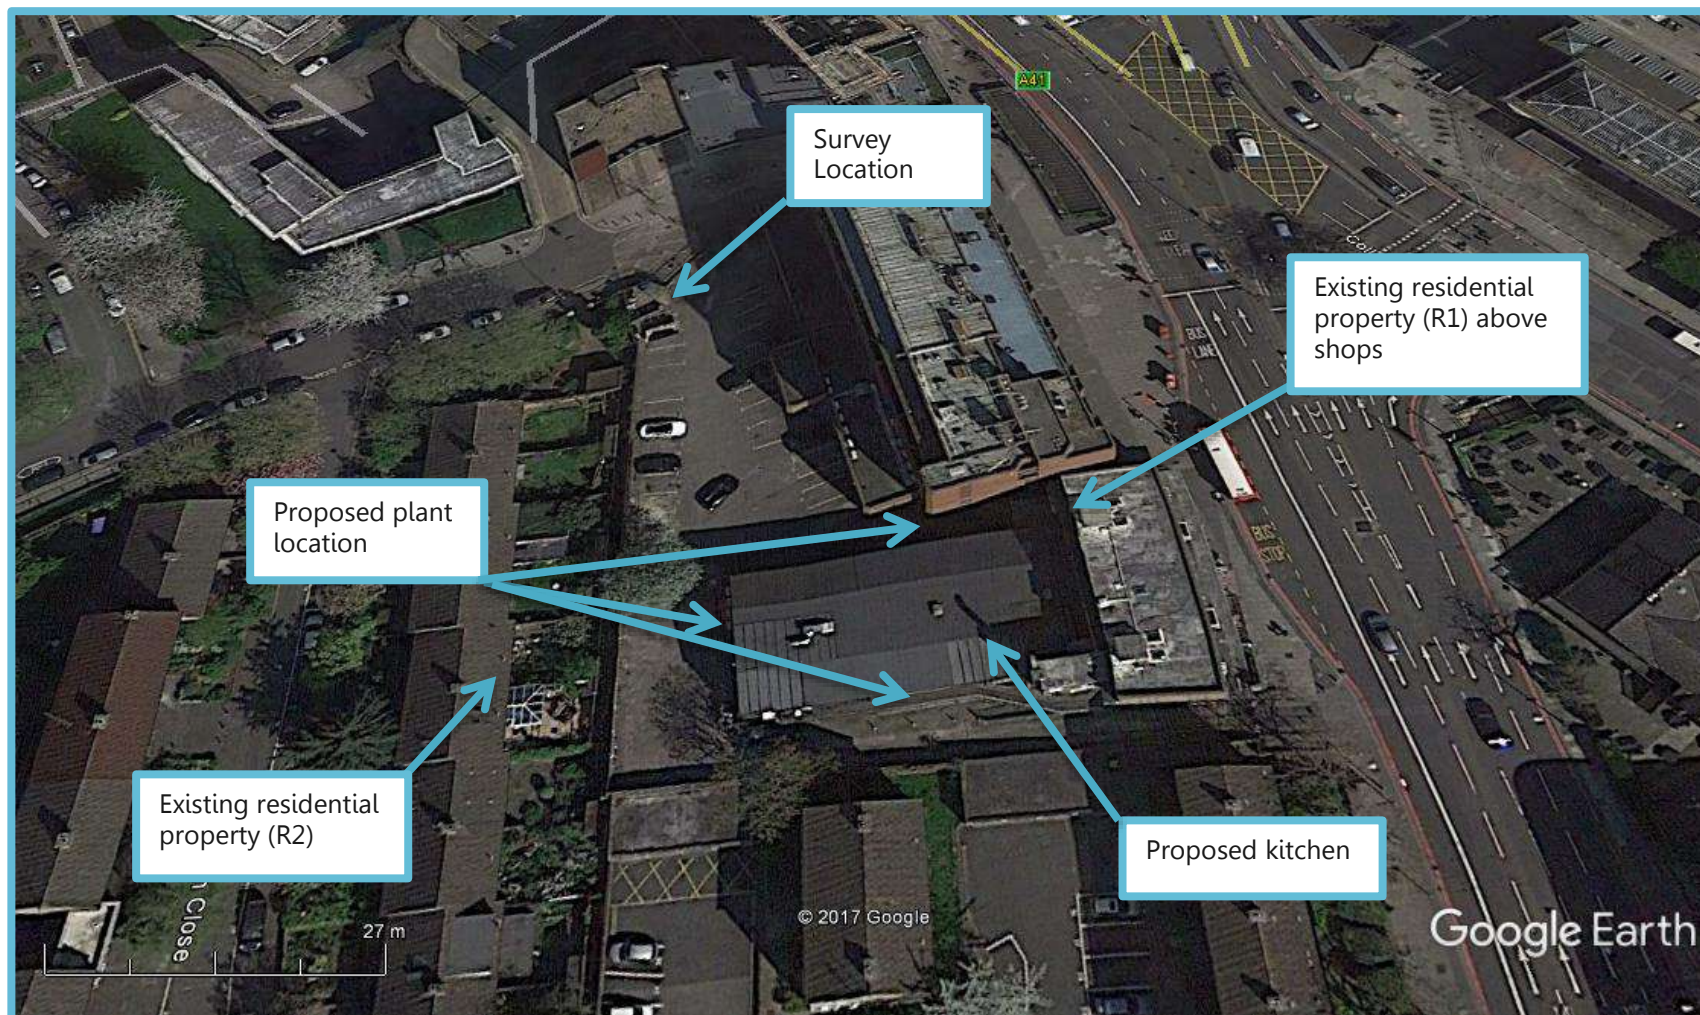 A41
Survey
Location
Existing residential
property (R1) above
shops
BUS
LANE
Proposed plant
location
BUS
STOP
Existing residential
property (R2)
Proposed kitchen
Close
27 m
© 2017 Google
Google Earth